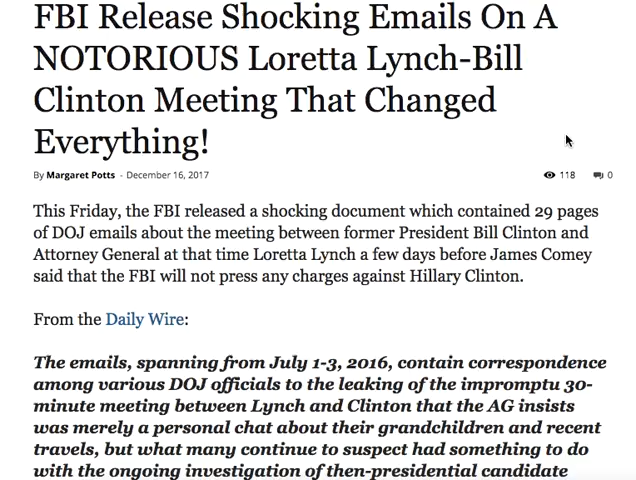 FBI Release Shocking Emails On A
NOTORIOUS Loretta Lynch-Bill
Clinton Meeting That Changed
Everything!
By Margaret Potts - December 16, 2017 118 0
This Friday, the FBI released a shocking document which contained 29 pages
of DOJ emails about the meeting between former President Bill Clinton and
Attorney General at that time Loretta Lynch a few days before James Comey
said that the FBI will not press any charges against Hillary Clinton.
From the Daily Wire:
The emails, spanning from July 1-3, 2016, contain correspondence
among various DOJ officials to the leaking of the impromptu 30-
minute meeting between Lynch and Clinton that the AG insists
was merely a personal chat about their grandchildren and recent
travels, but what many continue to suspect had something to do
with the ongoing investigation of then-presidential candidate